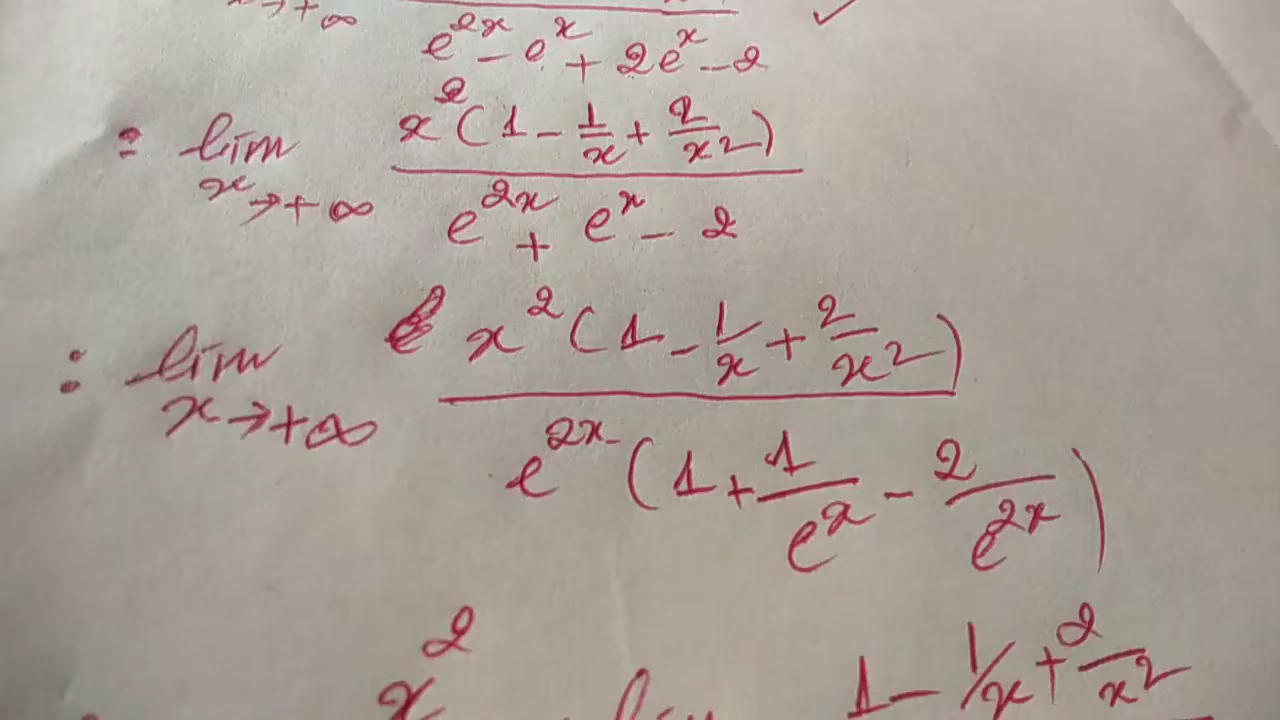 x→+∞ e^{2x} - e^x + 2e^x - 2 ✓
= lim x→+∞ x^2(1 - 1/x + 2/x^2) / e^{2x} + e^x - 2
: lim x→+∞ x^2(1 - 1/x + 2/x^2) / e^{2x}(1 + 1/e^x - 2/e^{2x})
x^2 1 - 1/x + 2/x^2